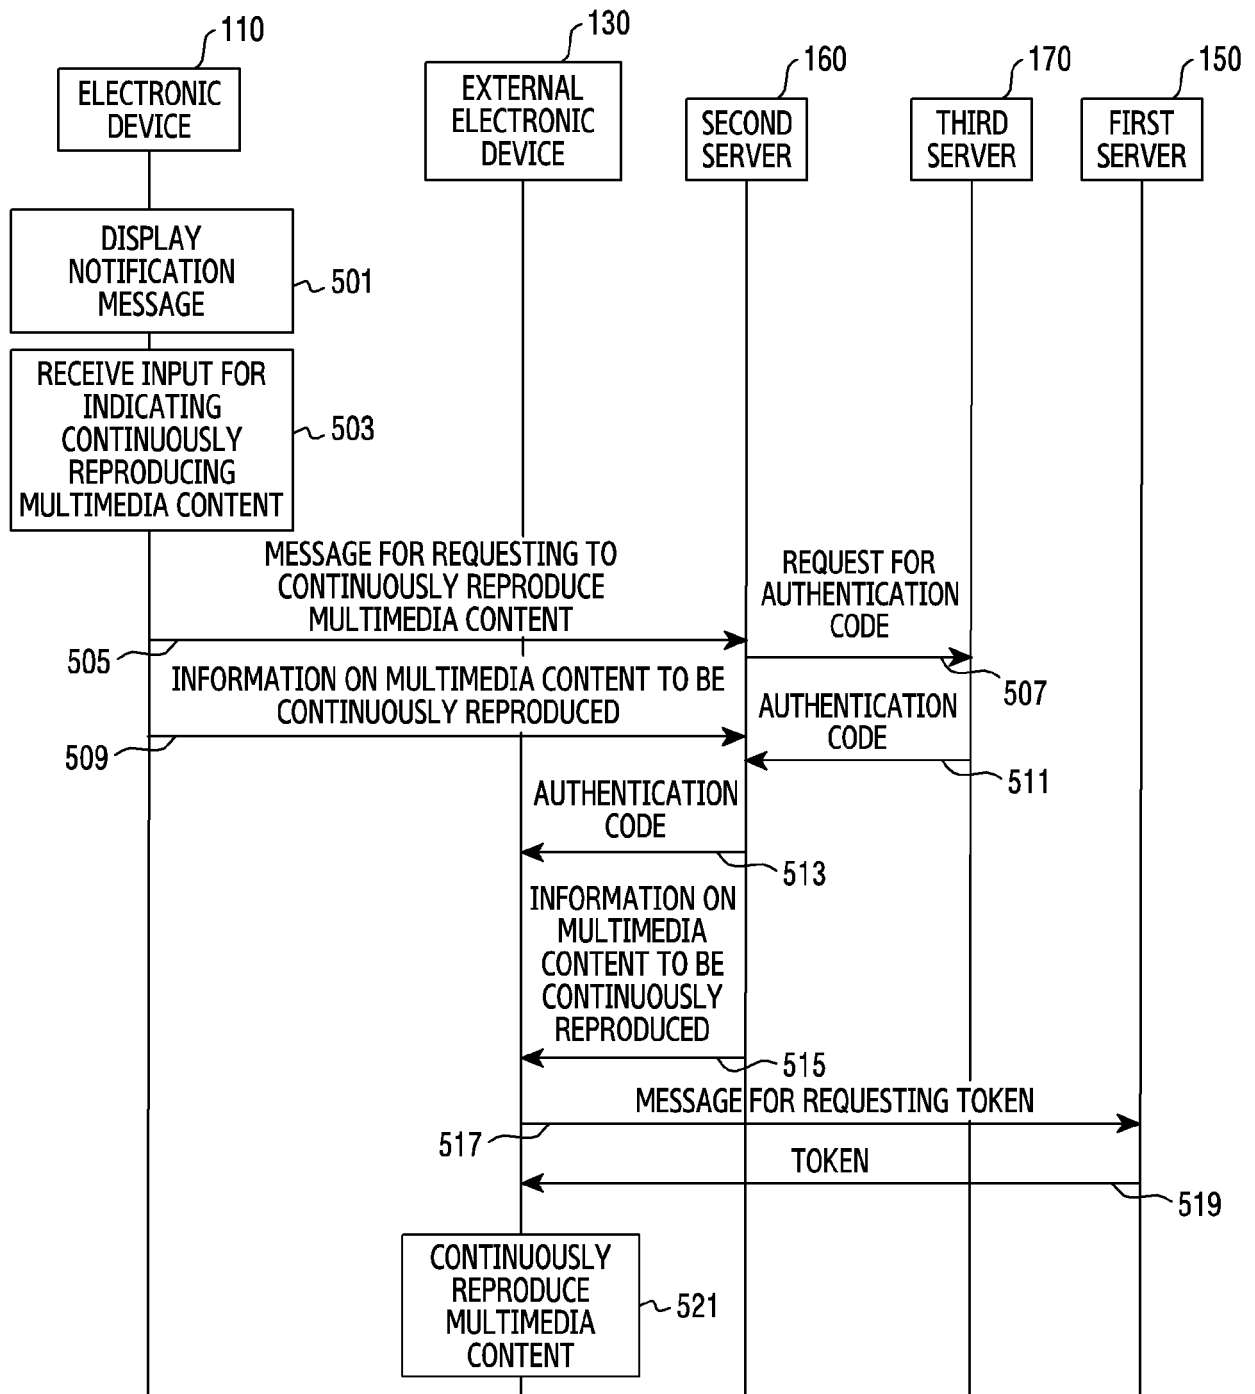 110
130
160
170
150
ELECTRONIC
DEVICE
EXTERNAL
ELECTRONIC
DEVICE
SECOND
SERVER
THIRD
SERVER
FIRST
SERVER
DISPLAY
NOTIFICATION
MESSAGE
501
RECEIVE INPUT FOR
INDICATING
CONTINUOUSLY
REPRODUCING
MULTIMEDIA CONTENT
503
MESSAGE FOR REQUESTING TO
CONTINUOUSLY REPRODUCE
MULTIMEDIA CONTENT
505
REQUEST FOR
AUTHENTICATION
CODE
507
INFORMATION ON MULTIMEDIA CONTENT TO BE
CONTINUOUSLY REPRODUCED
509
AUTHENTICATION
CODE
511
AUTHENTICATION
CODE
513
INFORMATION ON
MULTIMEDIA
CONTENT TO BE
CONTINUOUSLY
REPRODUCED
515
MESSAGE FOR REQUESTING TOKEN
517
TOKEN
519
CONTINUOUSLY
REPRODUCE
MULTIMEDIA
CONTENT
521